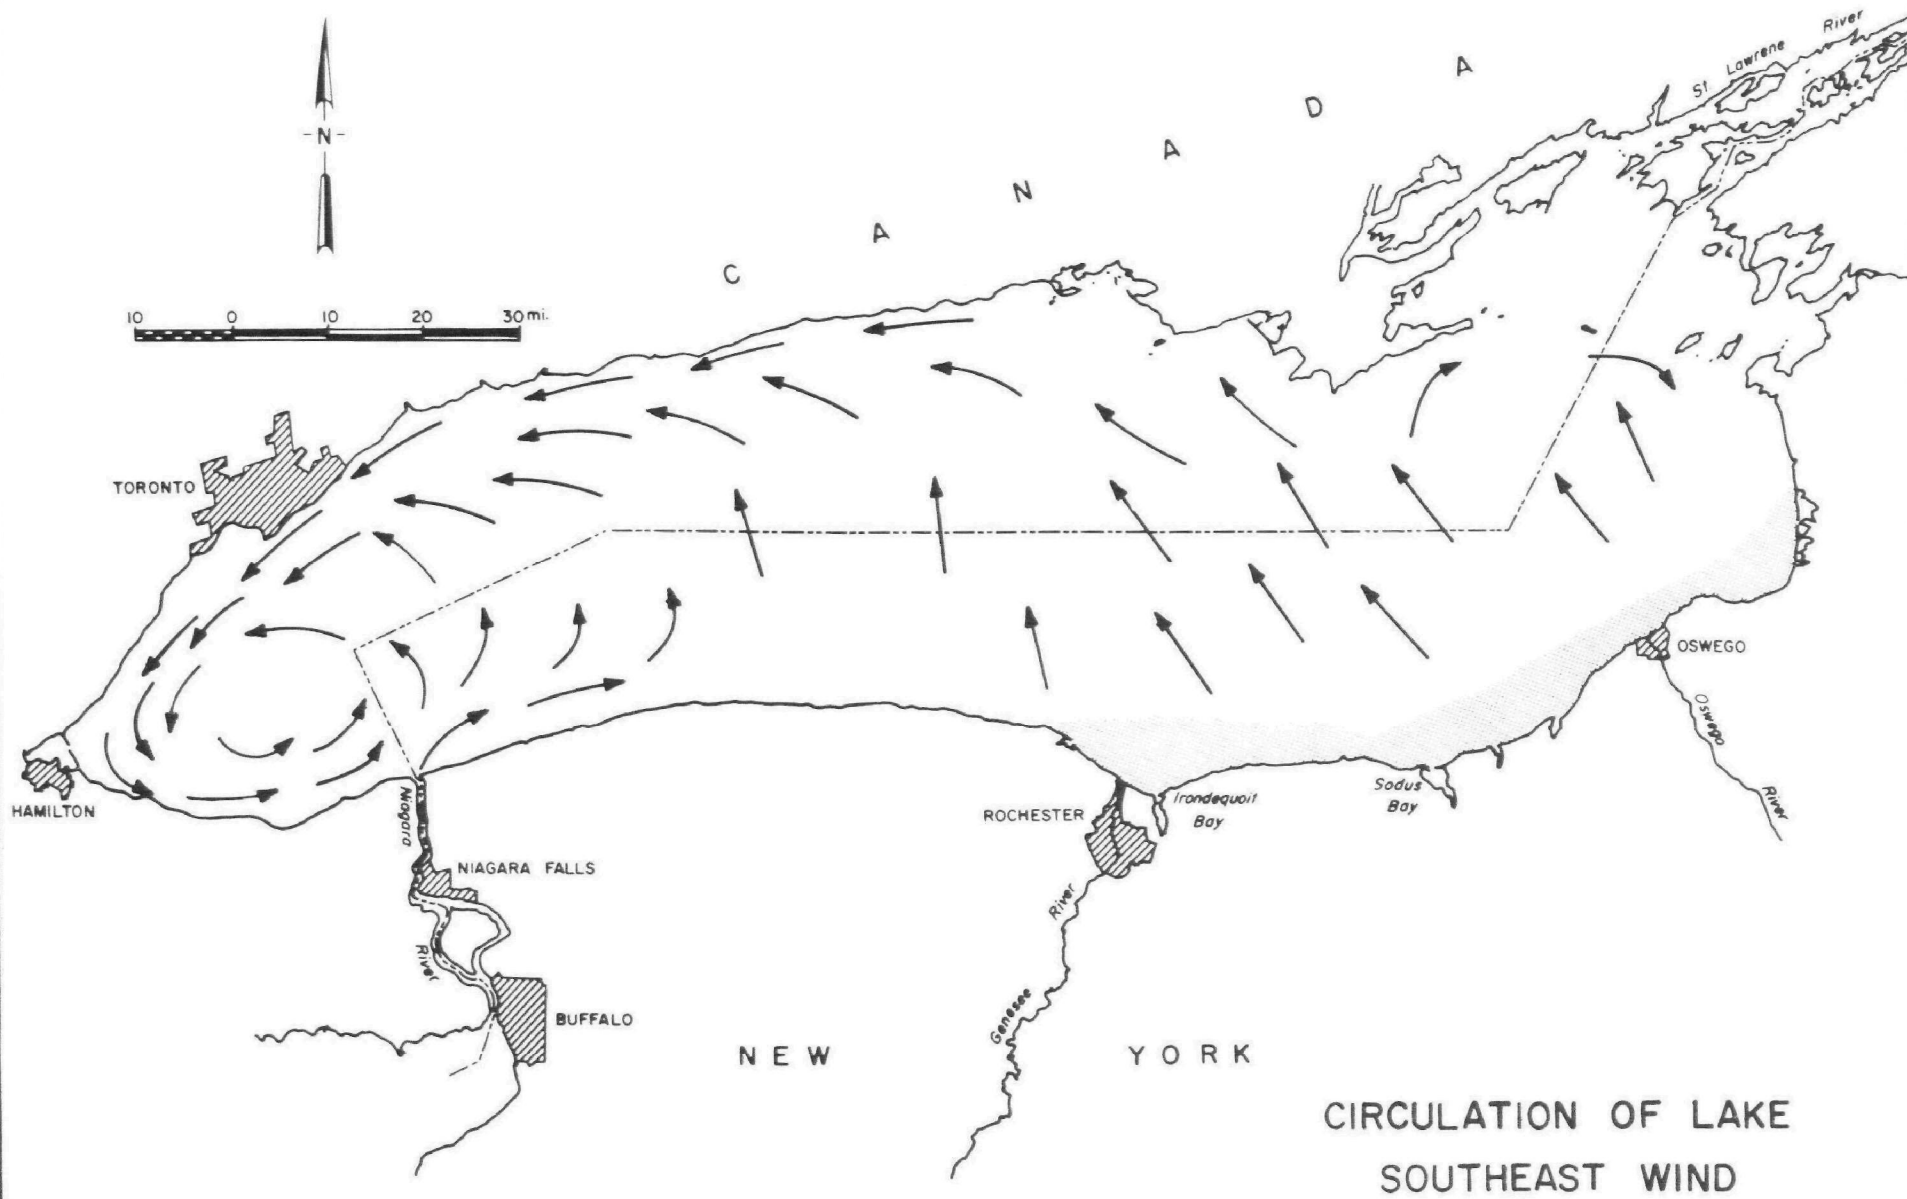 St. Lawrene River
C A N A D A
-N-
10 0 10 20 30 mi.
TORONTO
HAMILTON
OSWEGO
Oswego River
Niagara River
NIAGARA FALLS
BUFFALO
ROCHESTER
Irondequoit
Bay
Sodus
Bay
Genesee River
NEW YORK
CIRCULATION OF LAKE
SOUTHEAST WIND